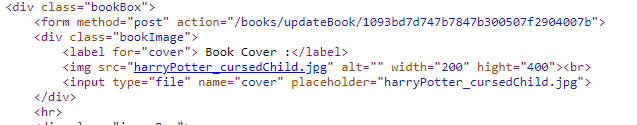 <div class="bookBox">
<form method="post" action="/books/updateBook/1093bd7d747b7847b300507f2904007b">
<div class="bookImage">
<label for="cover"> Book Cover :</label>
<img src="harryPotter_cursedChild.jpg" alt="" width="200" hight="400"><br>
<input type="file" name="cover" placeholder="harryPotter_cursedChild.jpg">
</div>
<hr>